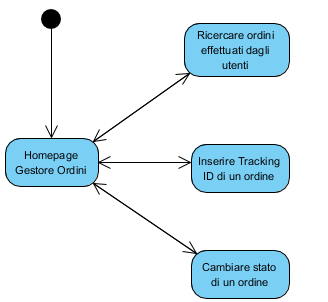 Ricercare ordini
effettuati dagli
utenti
Homepage
Gestore Ordini
Inserire Tracking
ID di un ordine
Cambiare stato
di un ordine